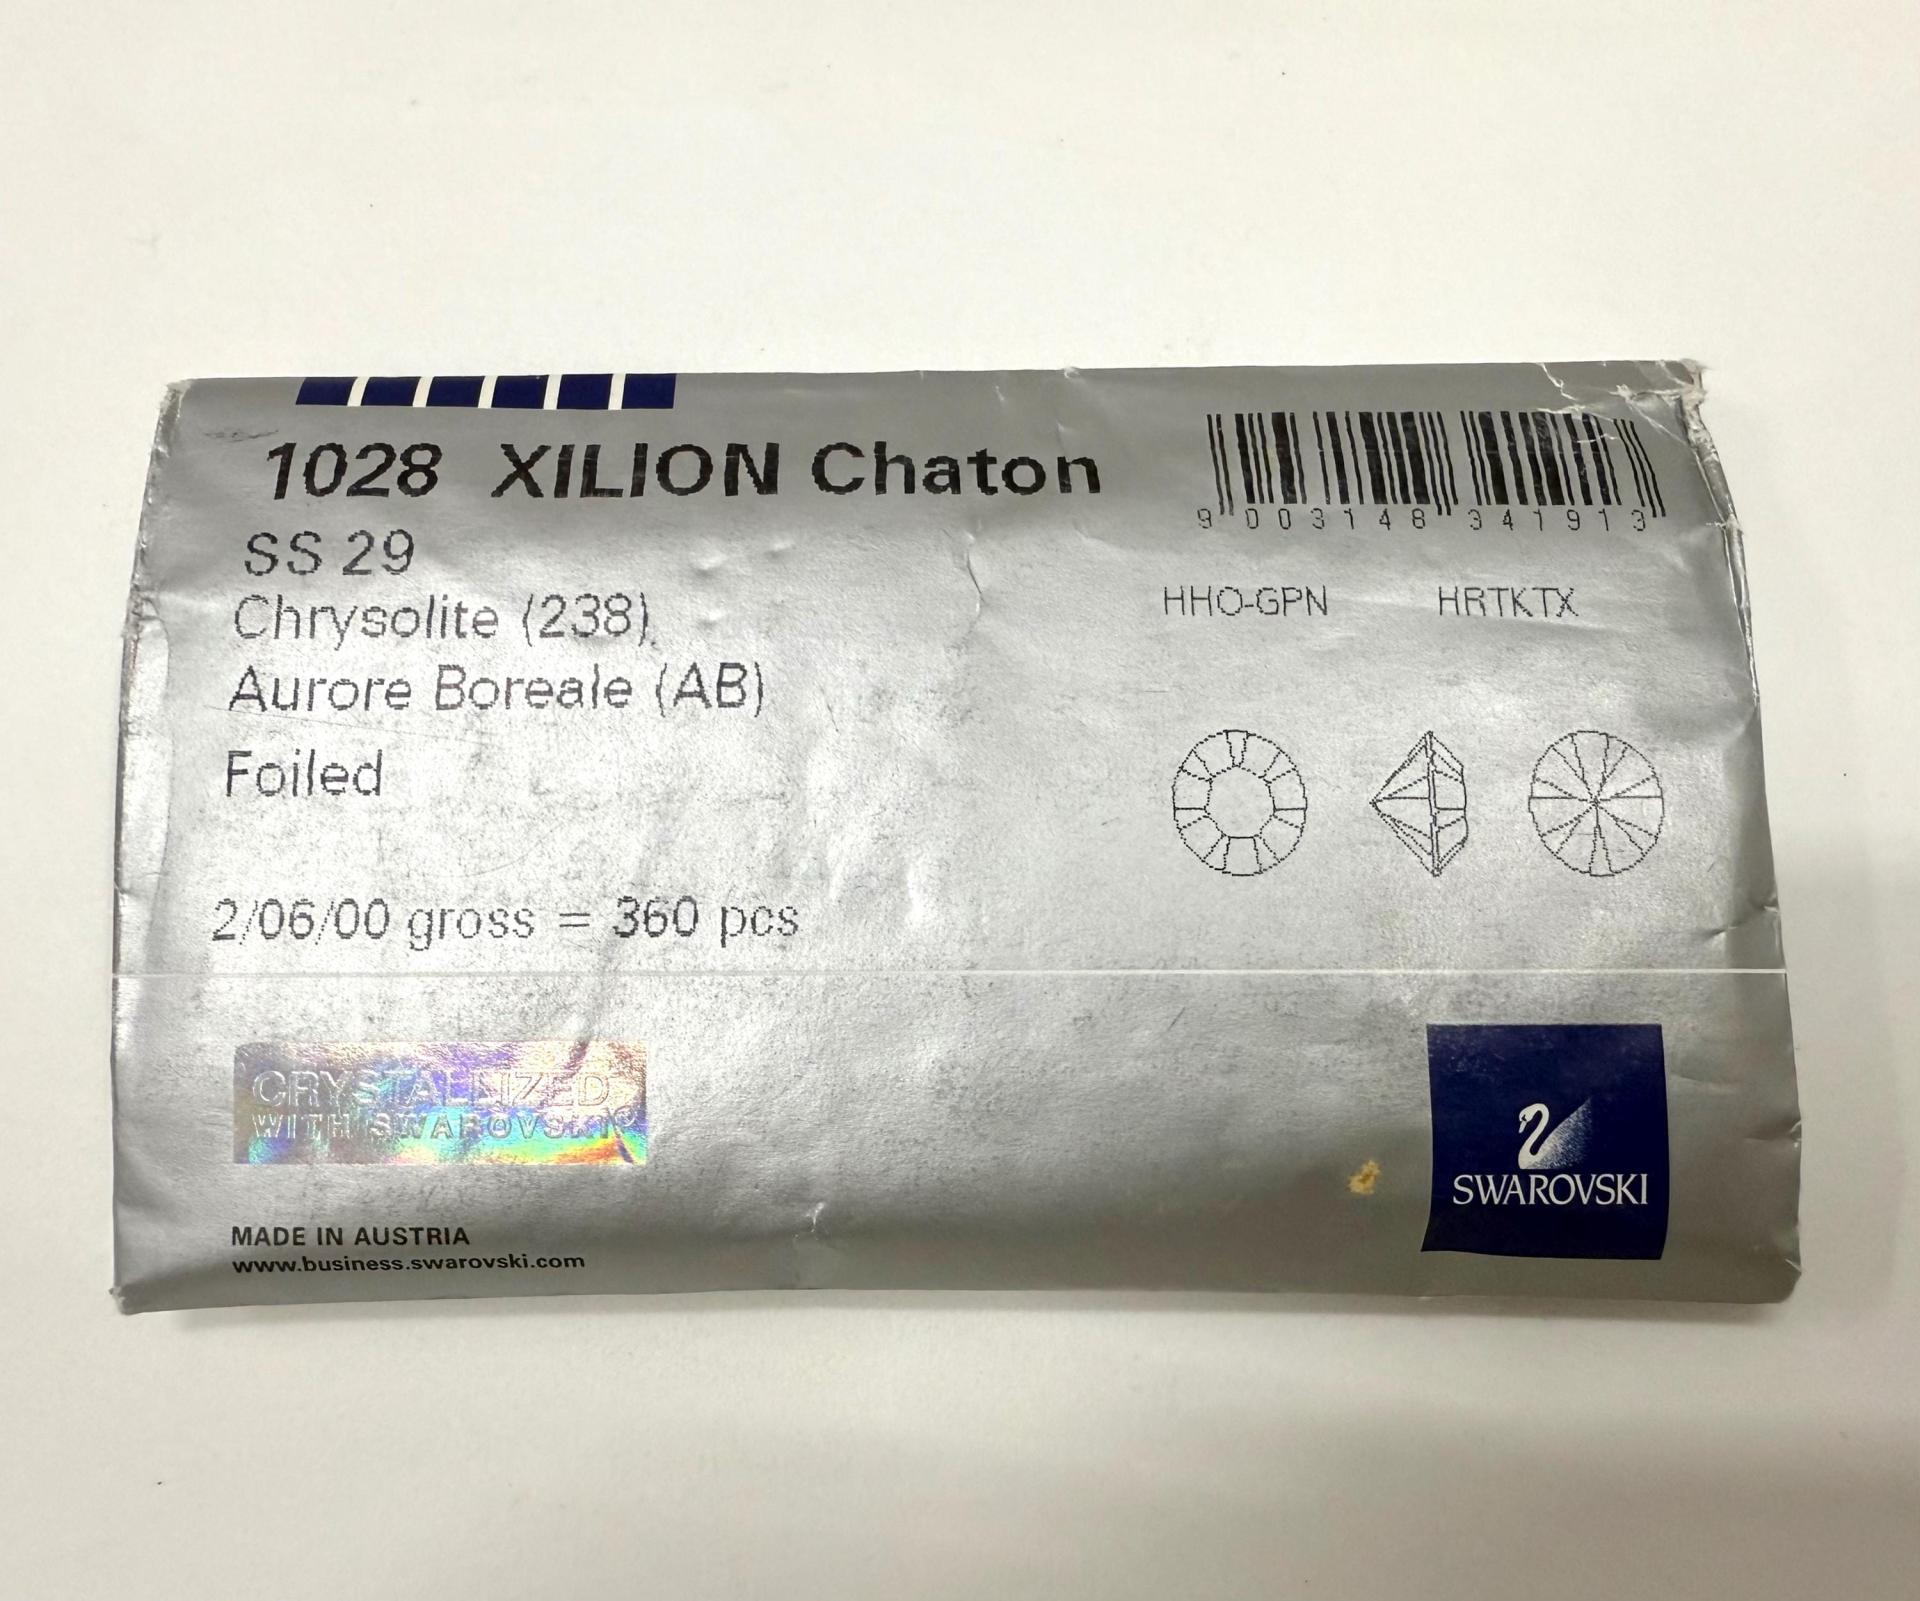 1028 XILION Chaton
SS 29
Chrysolite (238)
Aurore Boreale (AB)
Foiled
2/06/00 gross = 360 pcs
9 003148 341913
HHO-GPN HRTKTX
CRYSTALLIZED
WITH SWAROVSKI®
MADE IN AUSTRIA
www.business.swarovski.com
SWAROVSKI